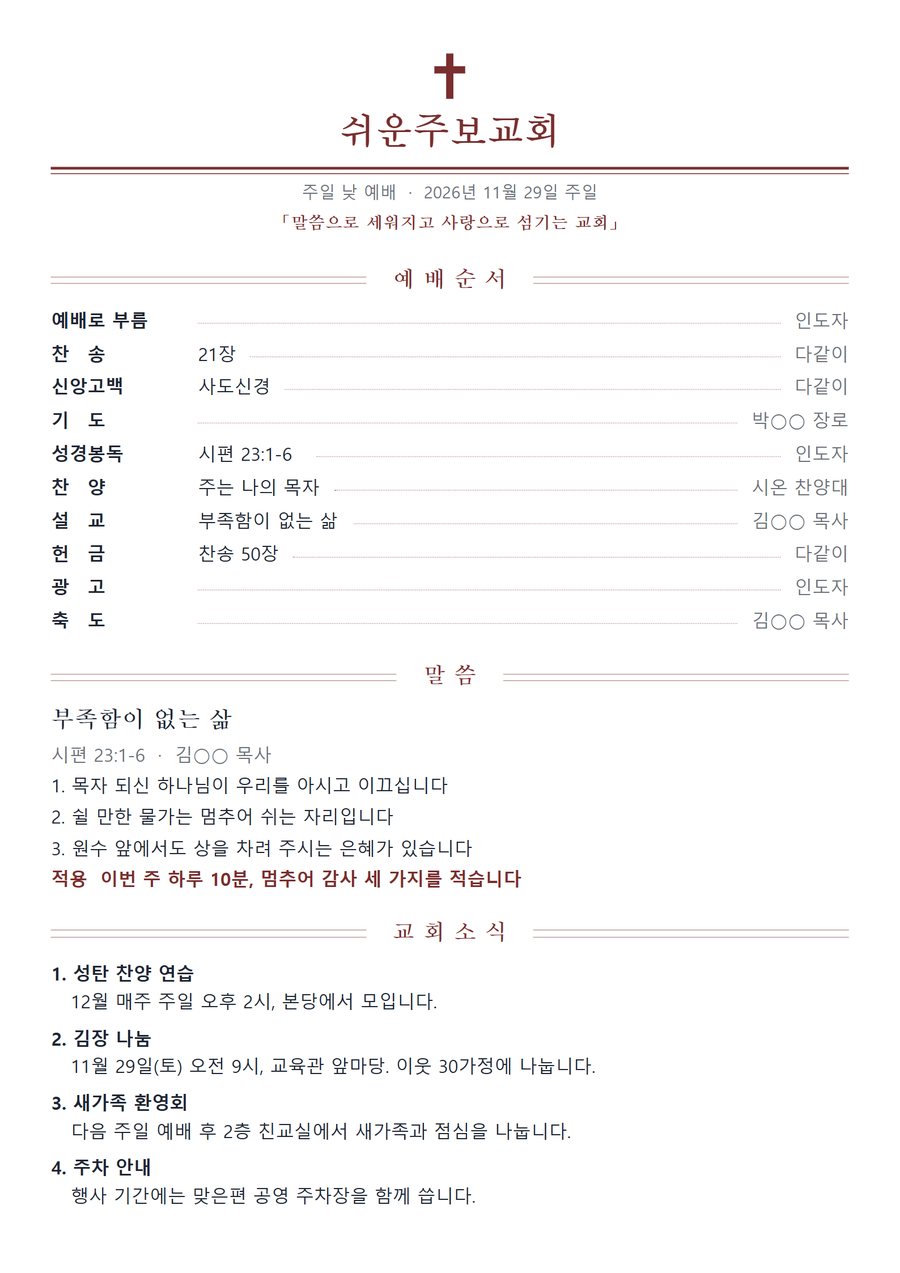 쉬운주보교회
주일 낮 예배 · 2026년 11월 29일 주일
「말씀으로 세워지고 사랑으로 섬기는 교회」
예배순서
예배로 부름 인도자
찬 송 21장 다같이
신앙고백 사도신경 다같이
기 도 박○○ 장로
성경봉독 시편 23:1-6 인도자
찬 양 주는 나의 목자 시온 찬양대
설 교 부족함이 없는 삶 김○○ 목사
헌 금 찬송 50장 다같이
광 고 인도자
축 도 김○○ 목사
말씀
부족함이 없는 삶
시편 23:1-6 · 김○○ 목사
1. 목자 되신 하나님이 우리를 아시고 이끄십니다
2. 쉴 만한 물가는 멈추어 쉬는 자리입니다
3. 원수 앞에서도 상을 차려 주시는 은혜가 있습니다
적용 이번 주 하루 10분, 멈추어 감사 세 가지를 적습니다
교회소식
1. 성탄 찬양 연습
12월 매주 주일 오후 2시, 본당에서 모입니다.
2. 김장 나눔
11월 29일(토) 오전 9시, 교육관 앞마당. 이웃 30가정에 나눕니다.
3. 새가족 환영회
다음 주일 예배 후 2층 친교실에서 새가족과 점심을 나눕니다.
4. 주차 안내
행사 기간에는 맞은편 공영 주차장을 함께 씁니다.